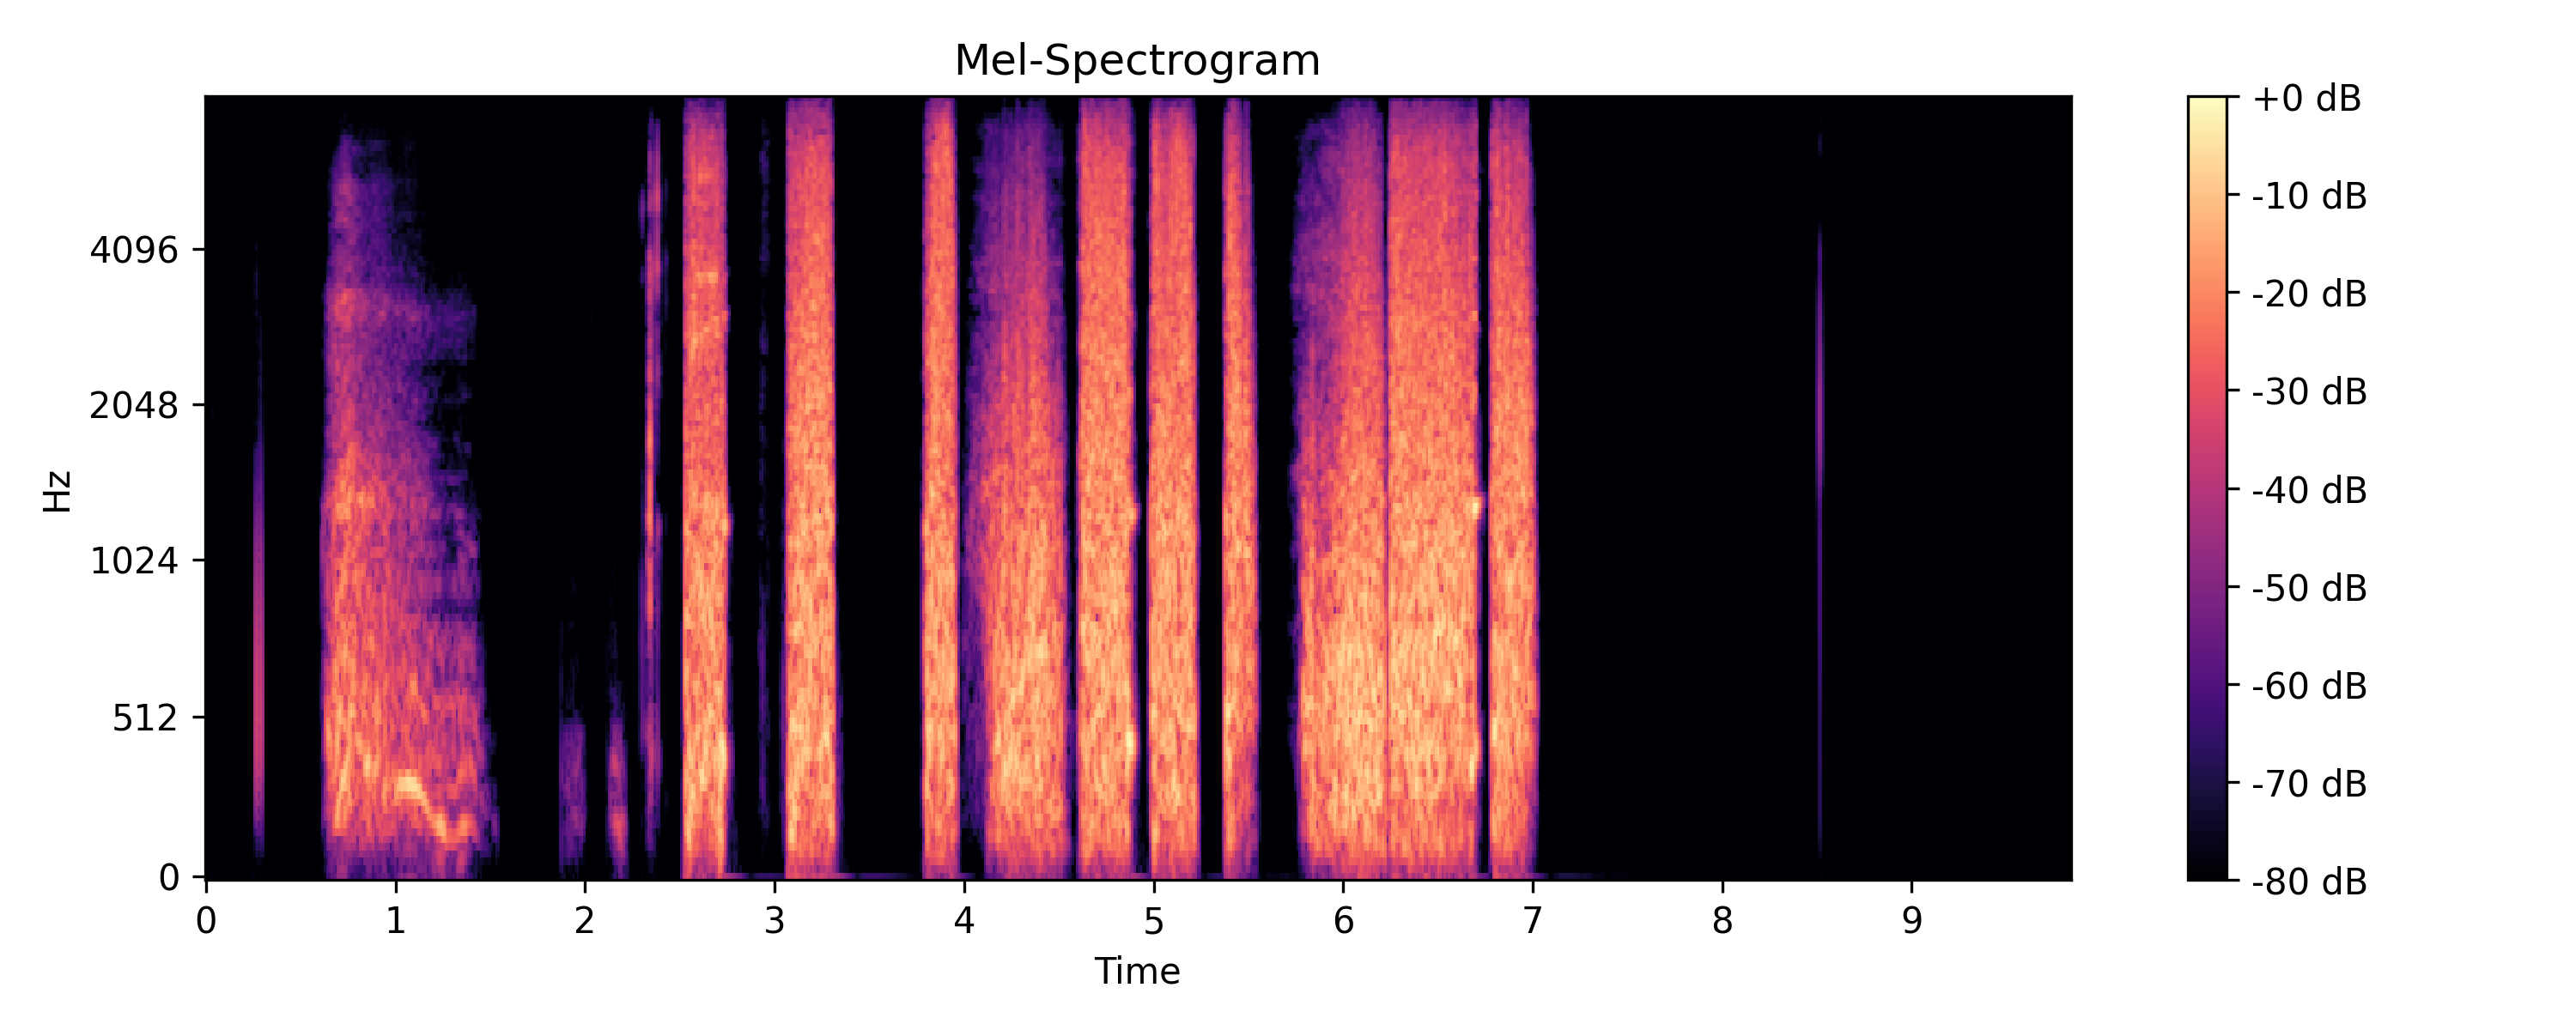 Mel-Spectrogram
+0 dB
-10 dB
-20 dB
-30 dB
-40 dB
-50 dB
-60 dB
-70 dB
-80 dB
Hz
4096
2048
1024
512
0
0 1 2 3 4 5 6 7 8 9
Time